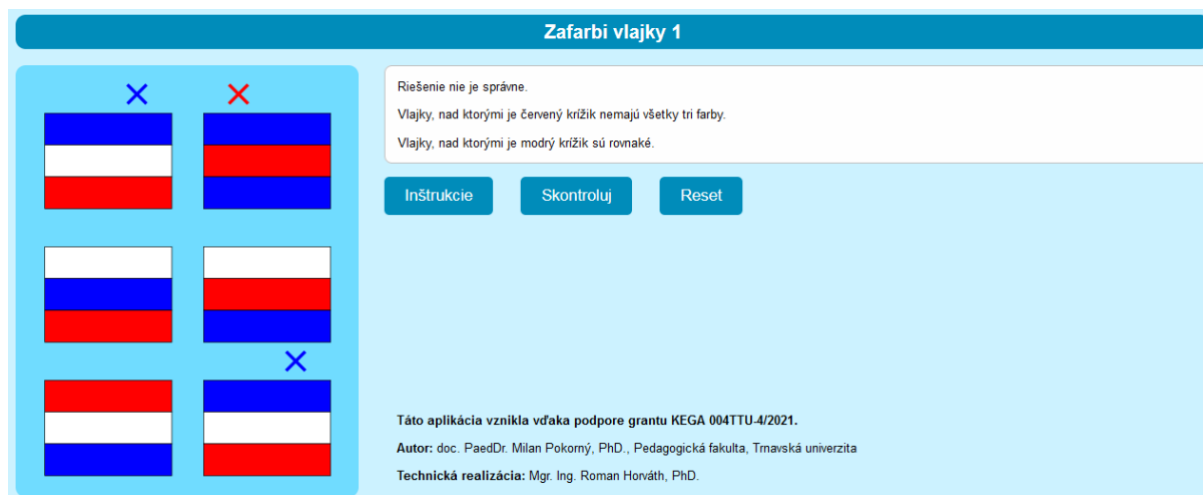 Zafarbi vlajky 1
Riešenie nie je správne.
Vlajky, nad ktorými je červený krížik nemajú všetky tri farby.
Vlajky, nad ktorými je modrý krížik sú rovnaké.
Inštrukcie Skontroluj Reset
Táto aplikácia vznikla vďaka podpore grantu KEGA 004TTU-4/2021.
Autor: doc. PaedDr. Milan Pokorný, PhD., Pedagogická fakulta, Trnavská univerzita
Technická realizácia: Mgr. Ing. Roman Horváth, PhD.